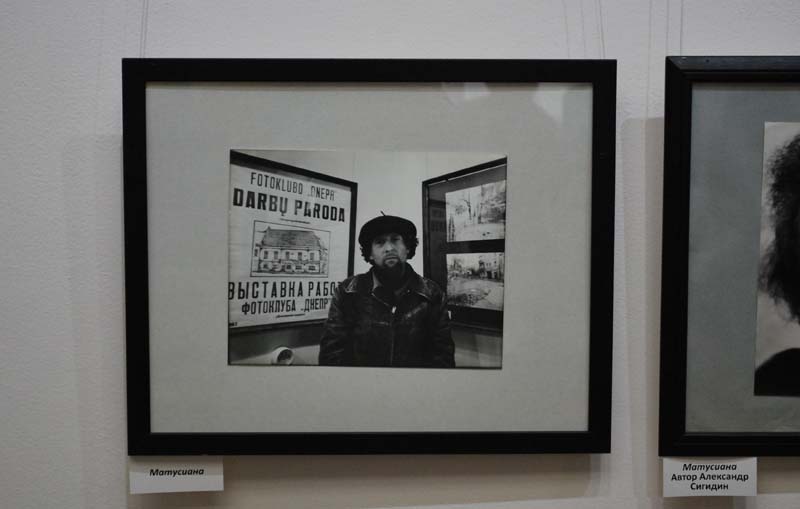 FOTOKLUBO „DNEPR"
DARBŲ PARODA
ВЫСТАВКА РАБО
ФОТОКЛУБА „ДНЕПР"
Матусиана
Матусиана
Автор Александр
Сигидин